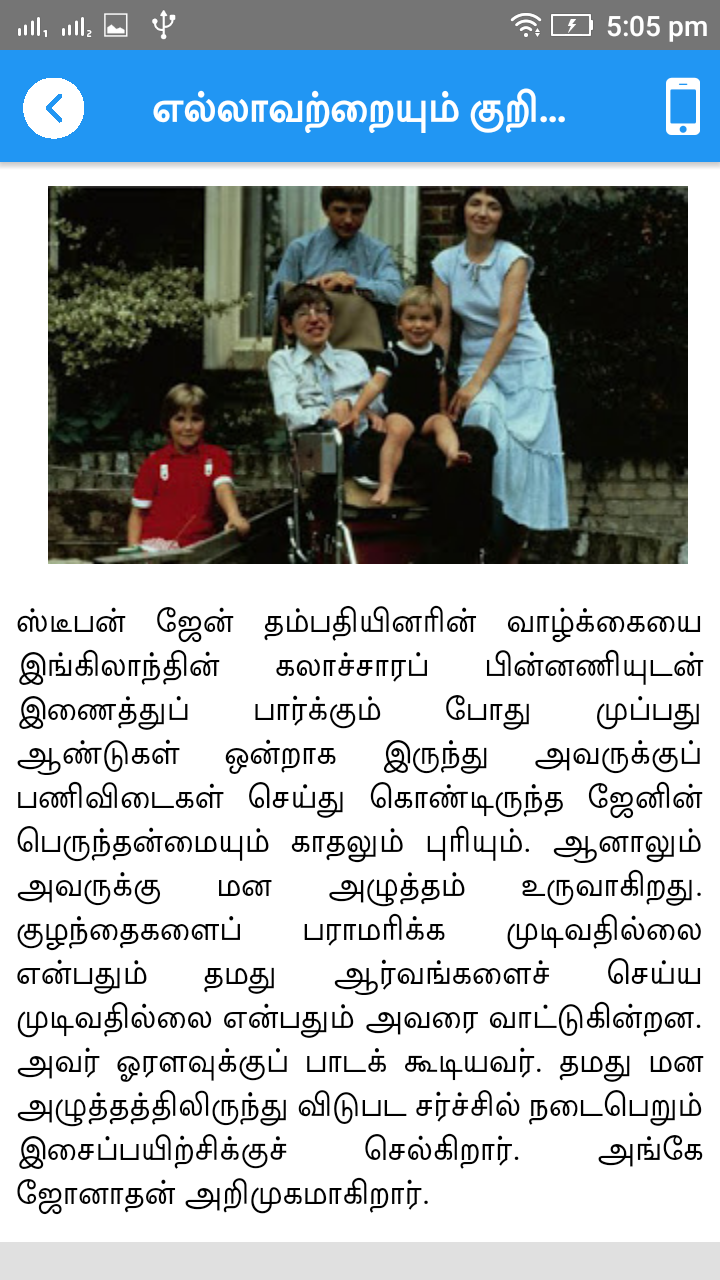 5:05 pm
எல்லாவற்றையும் குறி...
ஸ்டீபன் ஜேன் தம்பதியினரின் வாழ்க்கையை
இங்கிலாந்தின் கலாச்சாரப் பின்னணியுடன்
இணைத்துப் பார்க்கும் போது முப்பது
ஆண்டுகள் ஒன்றாக இருந்து அவருக்குப்
பணிவிடைகள் செய்து கொண்டிருந்த ஜேனின்
பெருந்தன்மையும் காதலும் புரியும். ஆனாலும்
அவருக்கு மன அழுத்தம் உருவாகிறது.
குழந்தைகளைப் பராமரிக்க முடிவதில்லை
என்பதும் தமது ஆர்வங்களைச் செய்ய
முடிவதில்லை என்பதும் அவரை வாட்டுகின்றன.
அவர் ஓரளவுக்குப் பாடக் கூடியவர். தமது மன
அழுத்தத்திலிருந்து விடுபட சர்ச்சில் நடைபெறும்
இசைப்பயிற்சிக்குச் செல்கிறார். அங்கே
ஜோனாதன் அறிமுகமாகிறார்.